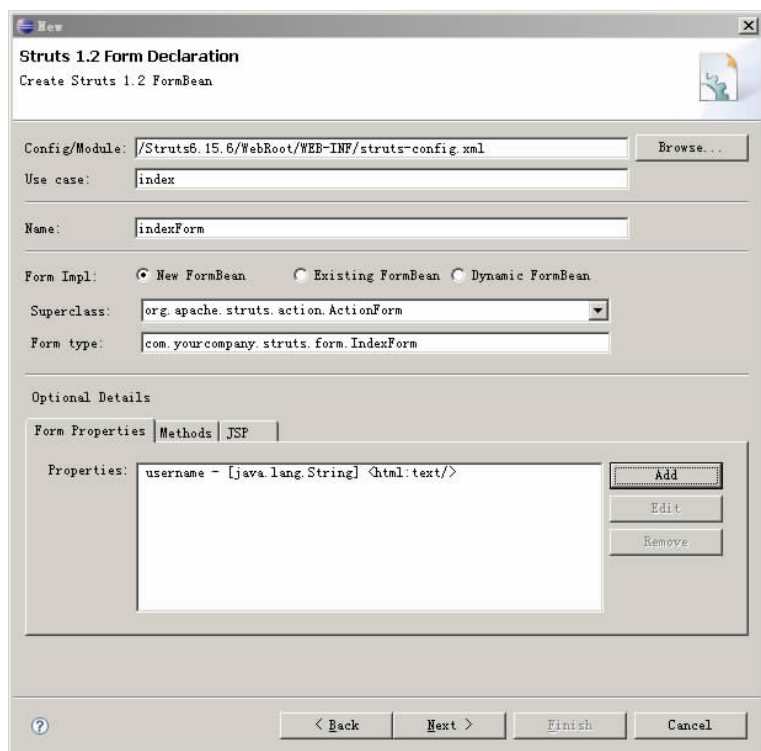 New
Struts 1.2 Form Declaration
Create Struts 1.2 FormBean
Config/Module: /Struts6.15.6/WebRoot/WEB-INF/struts-config.xml Browse...
Use case: index
Name: indexForm
Form Impl: New FormBean Existing FormBean Dynamic FormBean
Superclass: org.apache.struts.action.ActionForm
Form type: com.yourcompany.struts.form.IndexForm
Optional Details
Form Properties Methods JSP
Properties: username - [java.lang.String] <html:text/> Add
Edit
Remove
? < Back Next > Finish Cancel